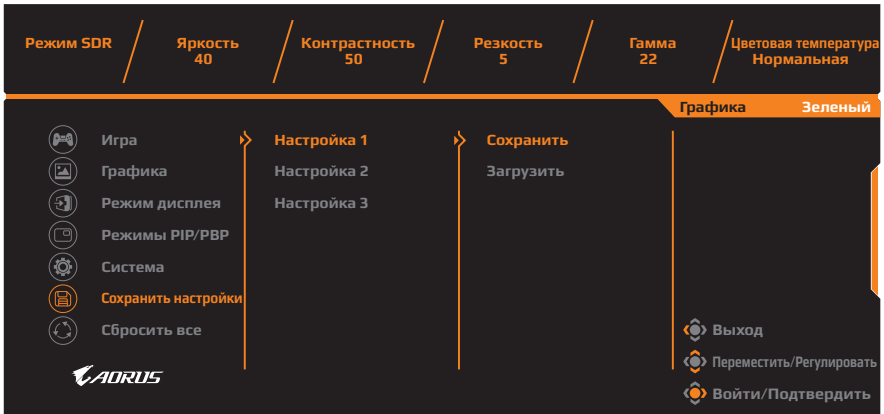 Режим SDR
Яркость
40
Контрастность
50
Резкость
5
Гамма
22
Цветовая температура
Нормальная
Графика Зеленый
Игра
Графика
Режим дисплея
Режимы PIP/PBP
Система
Сохранить настройки
Сбросить все
Настройка 1
Настройка 2
Настройка 3
Сохранить
Загрузить
Выход
Переместить/Регулировать
Войти/Подтвердить
AORUS